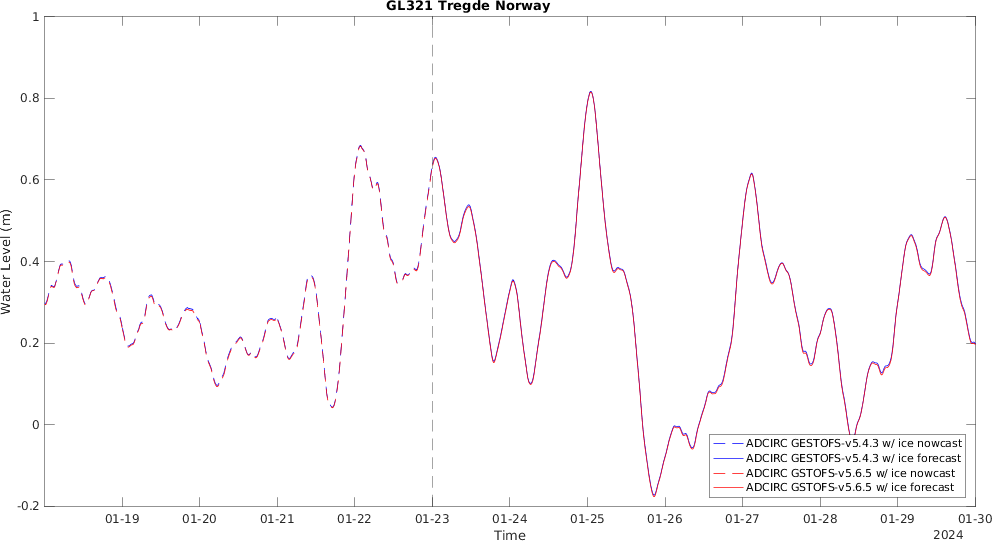 GL321 Tregde Norway
1
0.8
0.6
0.4
0.2
0
-0.2
Water Level (m)
01-19 01-20 01-21 01-22 01-23 01-24 01-25 01-26 01-27 01-28 01-29 01-30
Time
2024
ADCIRC GESTOFS-v5.4.3 w/ ice nowcast
ADCIRC GESTOFS-v5.4.3 w/ ice forecast
ADCIRC GSTOFS-v5.6.5 w/ ice nowcast
ADCIRC GSTOFS-v5.6.5 w/ ice forecast